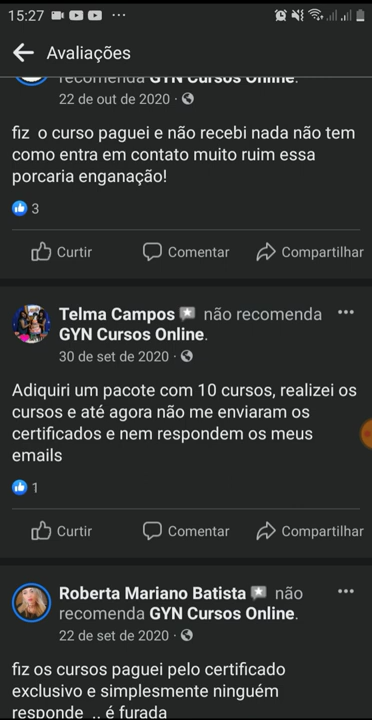 15:27
Avaliações
recomenda GYN Cursos Online.
22 de out de 2020 ·
fiz o curso paguei e não recebi nada não tem
como entra em contato muito ruim essa
porcaria enganação!
3
Curtir Comentar Compartilhar
Telma Campos não recomenda
GYN Cursos Online.
30 de set de 2020 ·
Adiquiri um pacote com 10 cursos, realizei os
cursos e até agora não me enviaram os
certificados e nem respondem os meus
emails
1
Curtir Comentar Compartilhar
Roberta Mariano Batista não
recomenda GYN Cursos Online.
22 de set de 2020 ·
fiz os cursos paguei pelo certificado
exclusivo e simplesmente ninguém
responde .. é furada